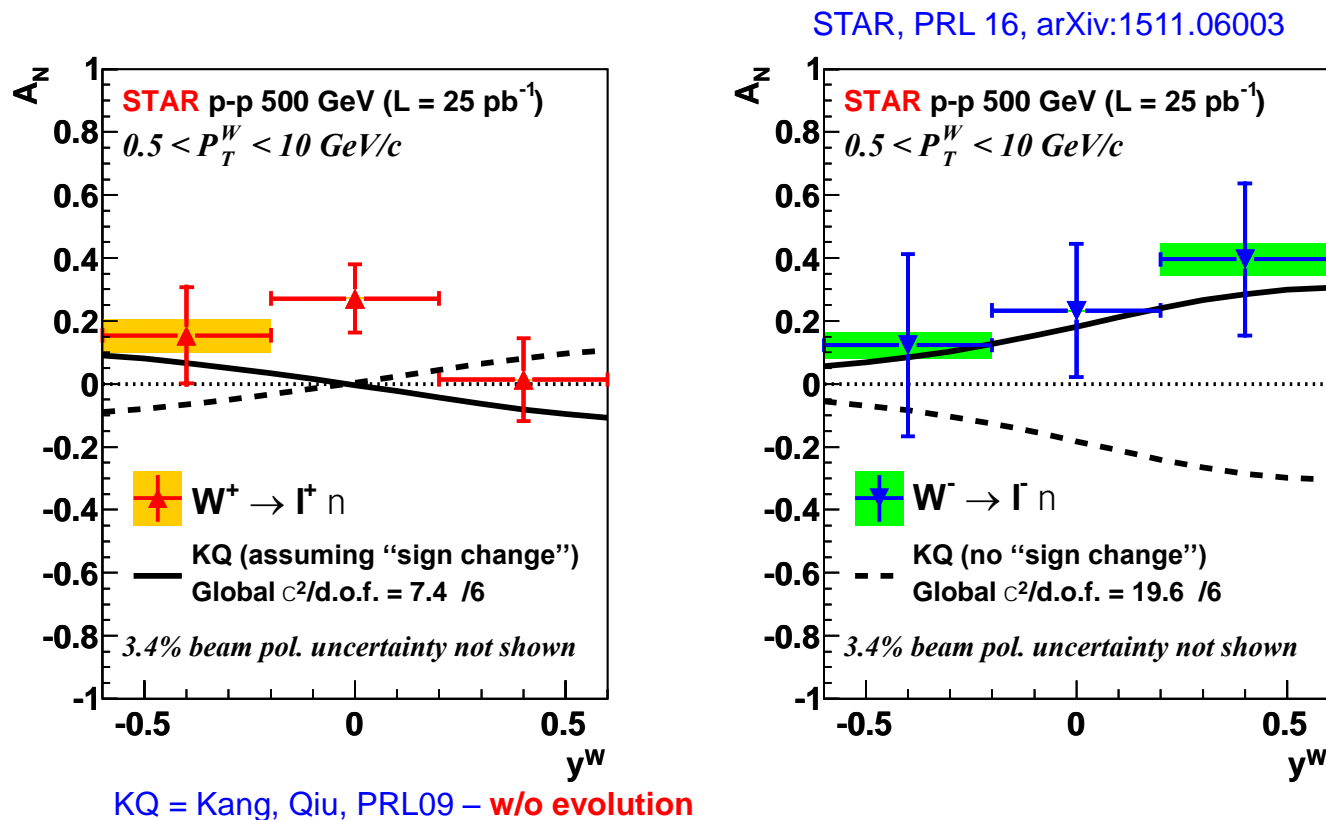 STAR, PRL 16, arXiv:1511.06003
A_N
1
0.8
0.6
0.4
0.2
0
-0.2
-0.4
-0.6
-0.8
-1
STAR p-p 500 GeV (L = 25 pb^-1)
0.5 < P_T^W < 10 GeV/c
W^+ → l^+ n
KQ (assuming “sign change”)
Global c²/d.o.f. = 7.4 /6
3.4% beam pol. uncertainty not shown
-0.5 0 0.5
y^W
A_N
1
0.8
0.6
0.4
0.2
0
-0.2
-0.4
-0.6
-0.8
-1
STAR p-p 500 GeV (L = 25 pb^-1)
0.5 < P_T^W < 10 GeV/c
W^- → l^- n
KQ (no “sign change”)
Global c²/d.o.f. = 19.6 /6
3.4% beam pol. uncertainty not shown
-0.5 0 0.5
y^W
KQ = Kang, Qiu, PRL09 – w/o evolution